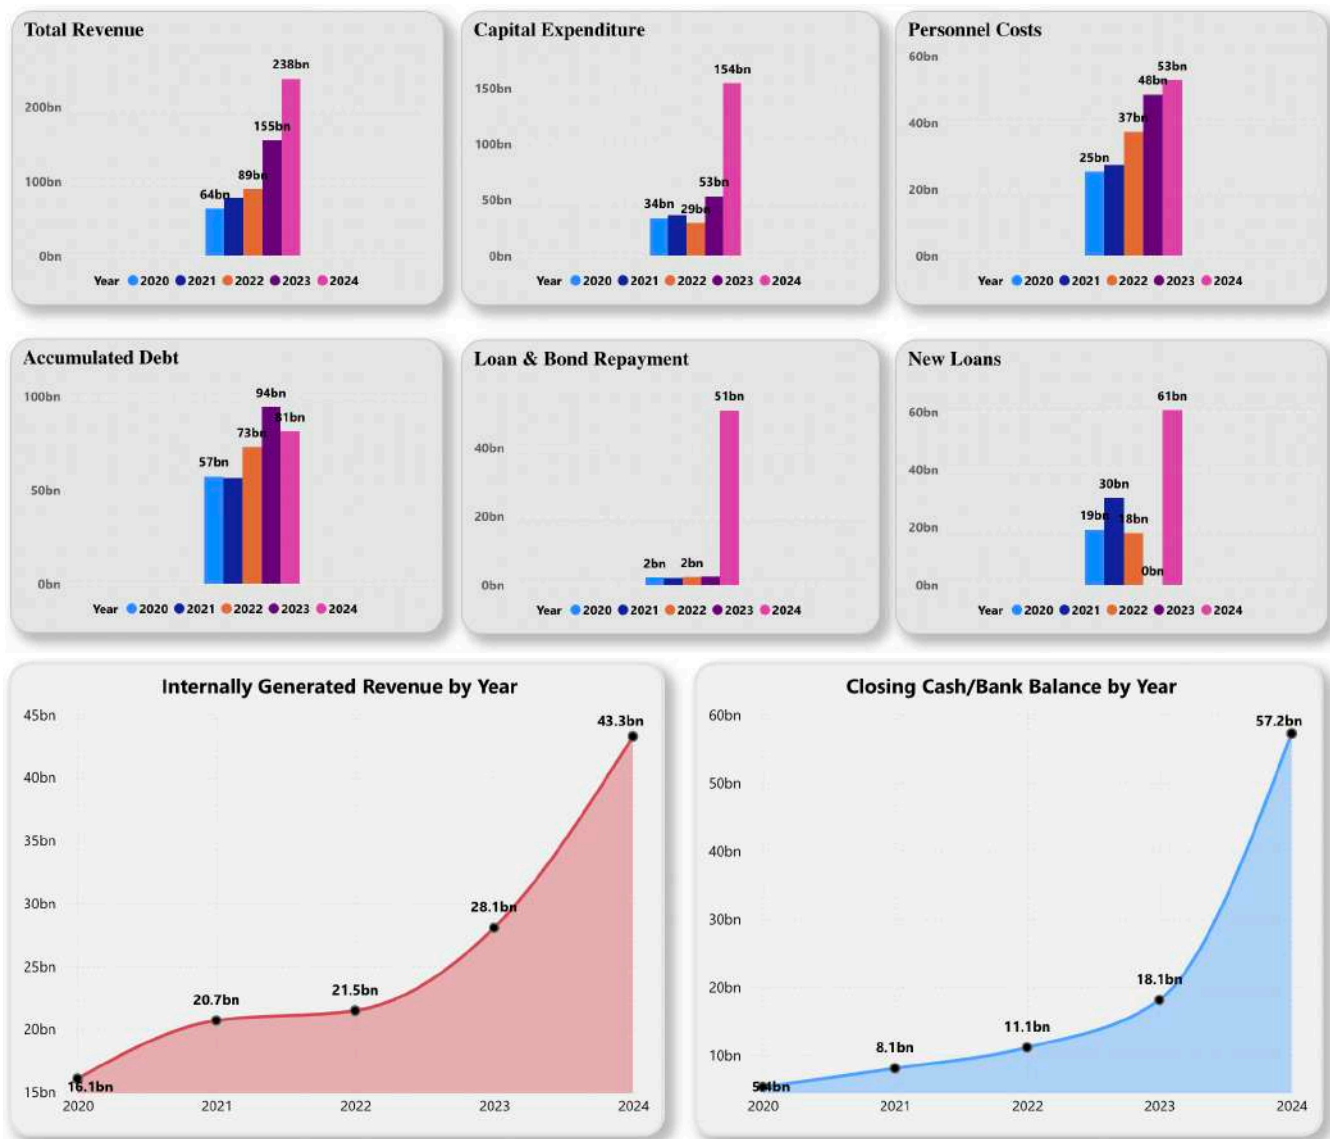 Total Revenue
200bn
100bn
0bn
64bn
89bn
155bn
238bn
Year 2020 2021 2022 2023 2024
Capital Expenditure
150bn
100bn
50bn
0bn
34bn
29bn
53bn
154bn
Year 2020 2021 2022 2023 2024
Personnel Costs
60bn
40bn
20bn
0bn
25bn
37bn
48bn
53bn
Year 2020 2021 2022 2023 2024
Accumulated Debt
100bn
50bn
0bn
57bn
73bn
94bn
81bn
Year 2020 2021 2022 2023 2024
Loan & Bond Repayment
40bn
20bn
0bn
2bn
2bn
51bn
Year 2020 2021 2022 2023 2024
New Loans
60bn
40bn
20bn
0bn
19bn
30bn
18bn
0bn
61bn
Year 2020 2021 2022 2023 2024
Internally Generated Revenue by Year
45bn
40bn
35bn
30bn
25bn
20bn
15bn
16.1bn
20.7bn
21.5bn
28.1bn
43.3bn
2020 2021 2022 2023 2024
Closing Cash/Bank Balance by Year
60bn
50bn
40bn
30bn
20bn
10bn
5.4bn
8.1bn
11.1bn
18.1bn
57.2bn
2020 2021 2022 2023 2024